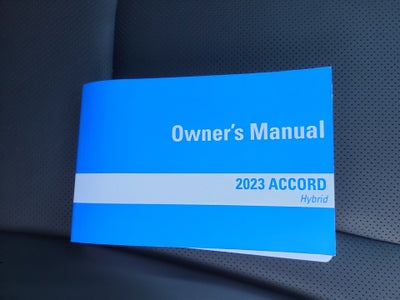 Owner's Manual
2023 ACCORD
Hybrid